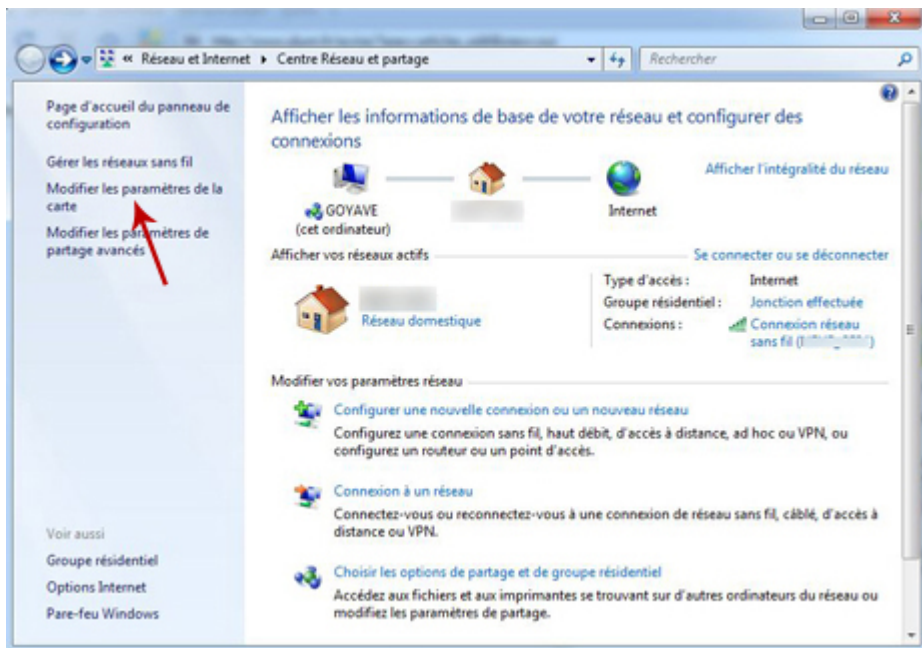 « Réseau et Internet ▸ Centre Réseau et partage
Rechercher
Page d'accueil du panneau de
configuration
Gérer les réseaux sans fil
Modifier les paramètres de la
carte
Modifier les paramètres de
partage avancés
Voir aussi
Groupe résidentiel
Options Internet
Pare-feu Windows
Afficher les informations de base de votre réseau et configurer des
connexions
Afficher l'intégralité du réseau
GOYAVE
(cet ordinateur)
Internet
Afficher vos réseaux actifs
Se connecter ou se déconnecter
Réseau domestique
Type d'accès : Internet
Groupe résidentiel : Jonction effectuée
Connexions : Connexion réseau
sans fil (
Modifier vos paramètres réseau
Configurer une nouvelle connexion ou un nouveau réseau
Configurez une connexion sans fil, haut débit, d'accès à distance, ad hoc ou VPN, ou
configurez un routeur ou un point d'accès.
Connexion à un réseau
Connectez-vous ou reconnectez-vous à une connexion de réseau sans fil, câblé, d'accès à
distance ou VPN.
Choisir les options de partage et de groupe résidentiel
Accédez aux fichiers et aux imprimantes se trouvant sur d'autres ordinateurs du réseau ou
modifiez les paramètres de partage.